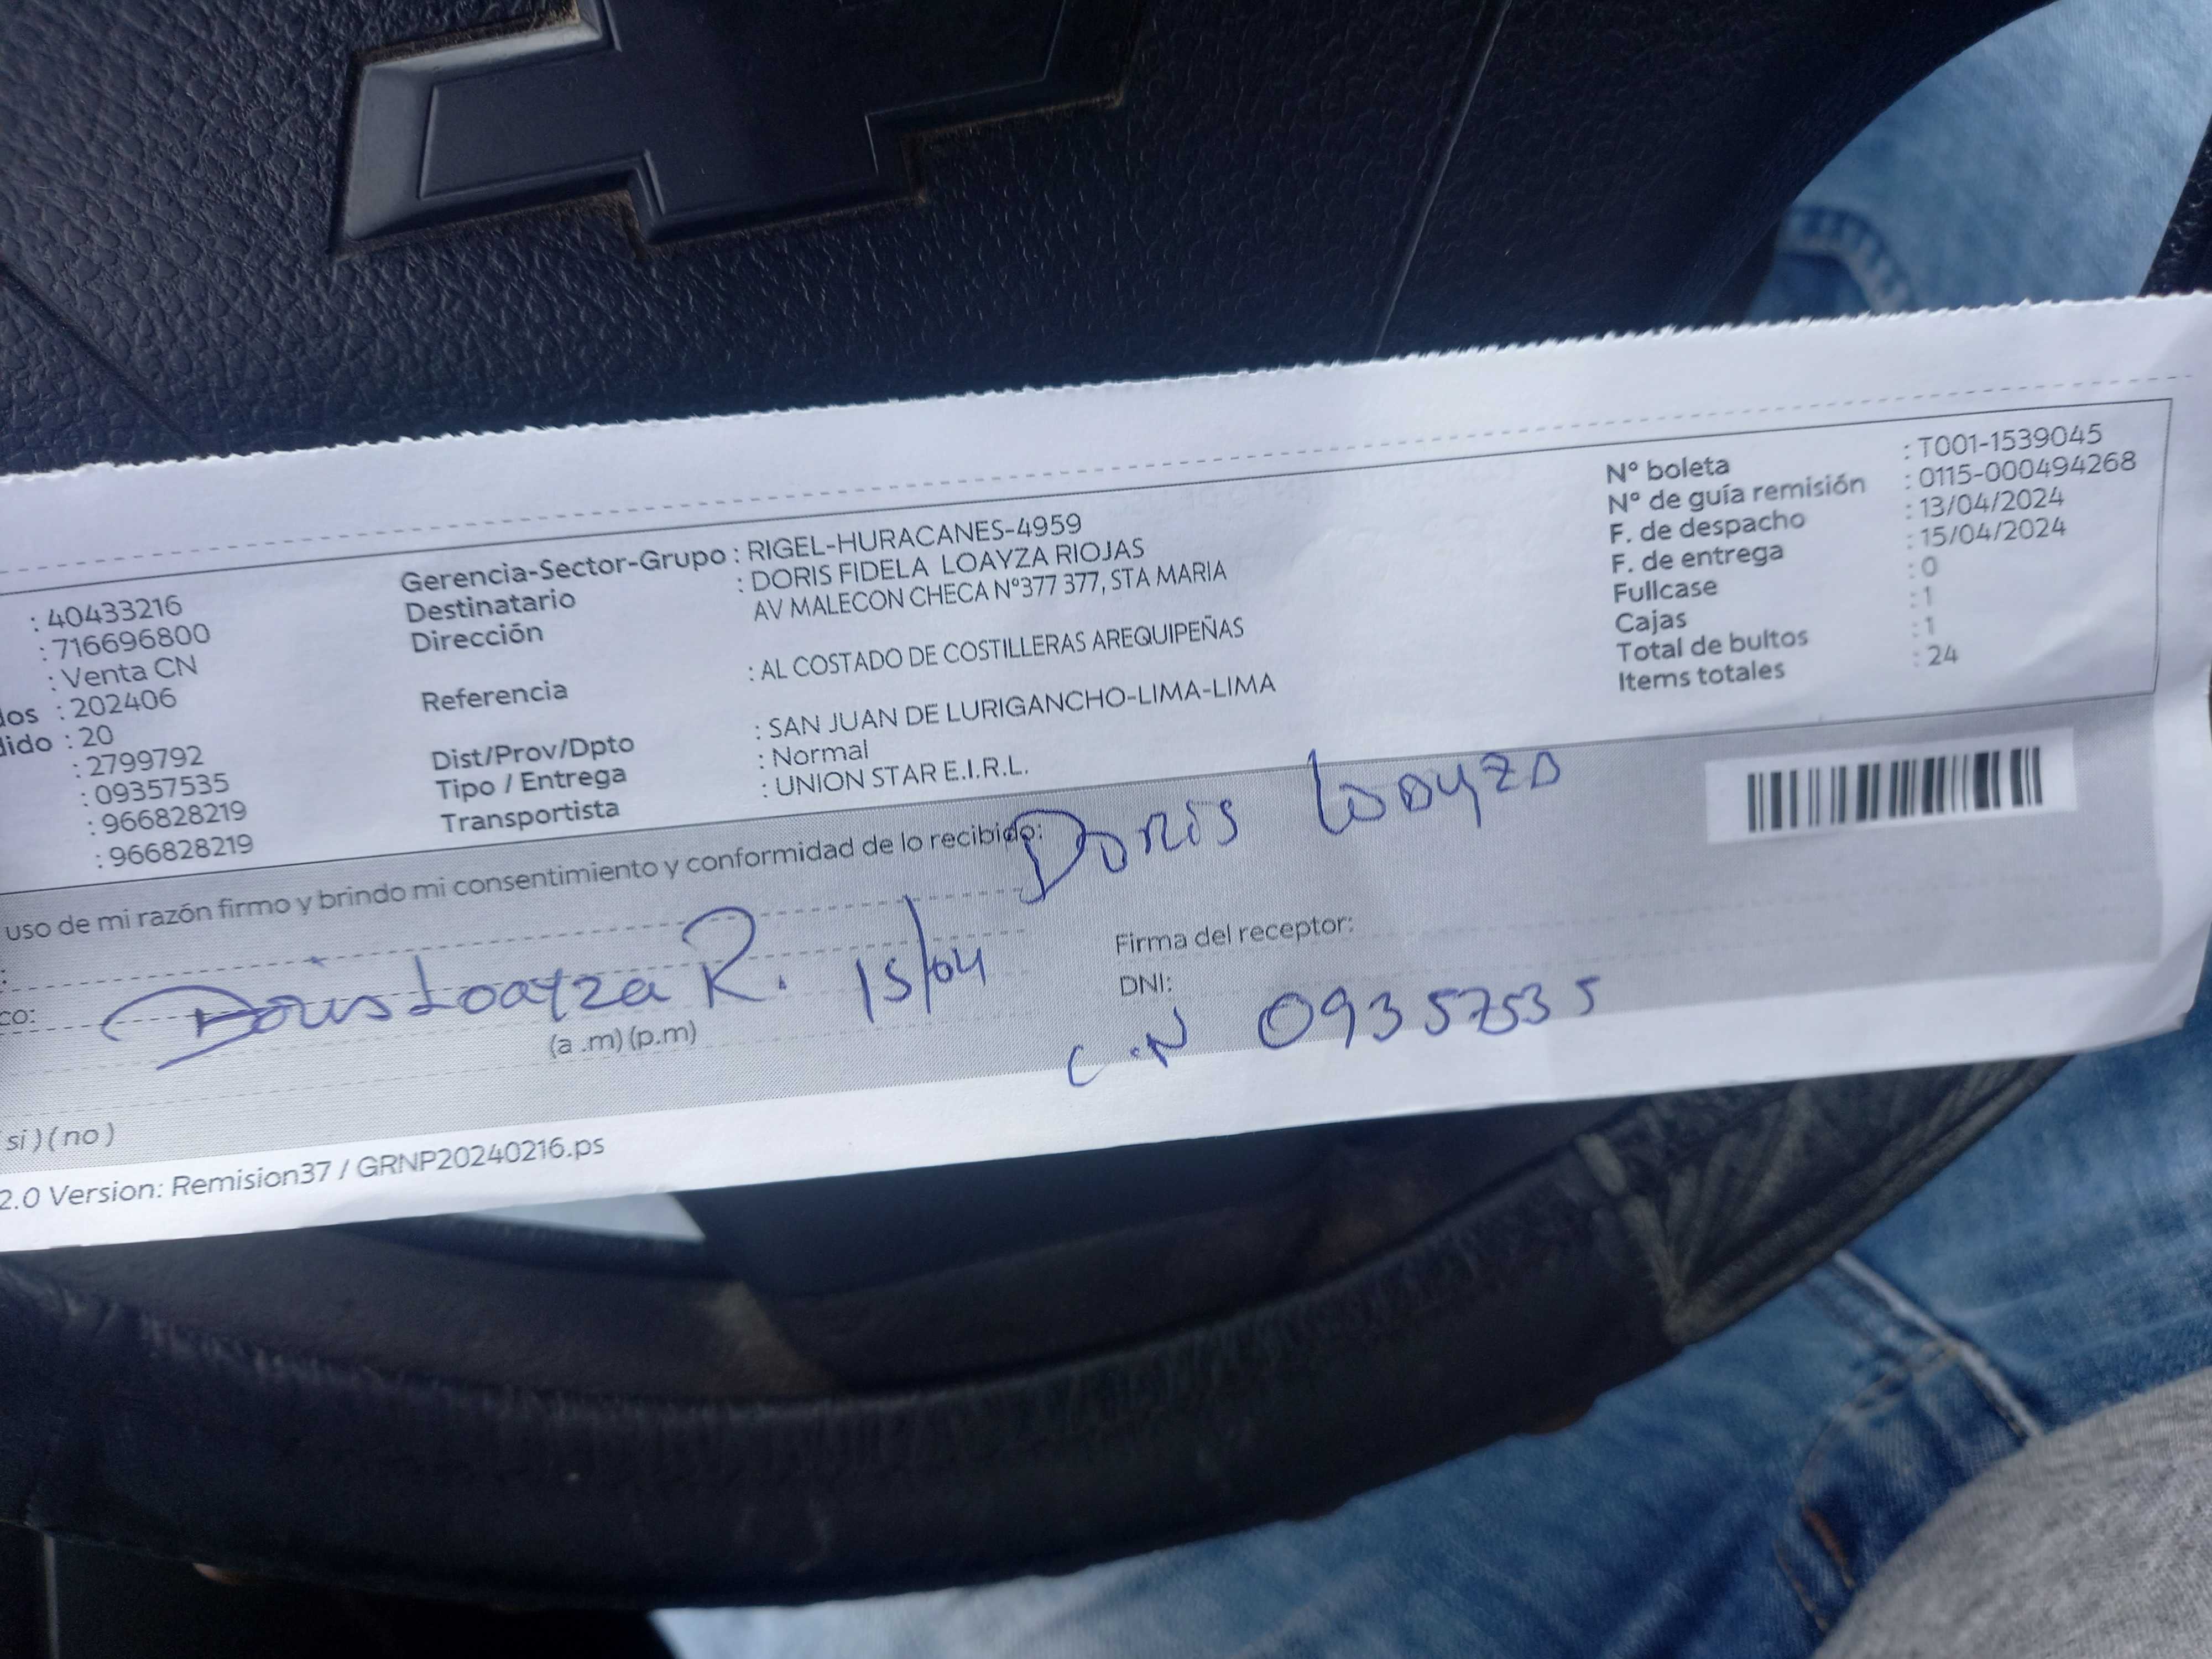 : 40433216
: 716696800
: Venta CN
dos : 202406
dido : 20
: 2799792
: 09357535
: 966828219
: 966828219
Gerencia-Sector-Grupo : RIGEL-HURACANES-4959
Destinatario : DORIS FIDELA LOAYZA RIOJAS
Dirección AV MALECON CHECA N°377 377, STA MARIA
Referencia : AL COSTADO DE COSTILLERAS AREQUIPEÑAS
Dist/Prov/Dpto : SAN JUAN DE LURIGANCHO-LIMA-LIMA
Tipo / Entrega : Normal
Transportista : UNION STAR E.I.R.L.
N° boleta : T001-1539045
N° de guía remisión : 0115-000494268
F. de despacho : 13/04/2024
F. de entrega : 15/04/2024
Fullcase : 0
Cajas : 1
Total de bultos : 1
Items totales : 24
uso de mi razón firmo y brindo mi consentimiento y conformidad de lo recibido:
Doris Loayza
co: Doris Loayza R. 15/04
(a .m) (p.m)
Firma del receptor:
DNI:
C.N 09357535
si ) ( no )
2.0 Version: Remision37 / GRNP20240216.ps